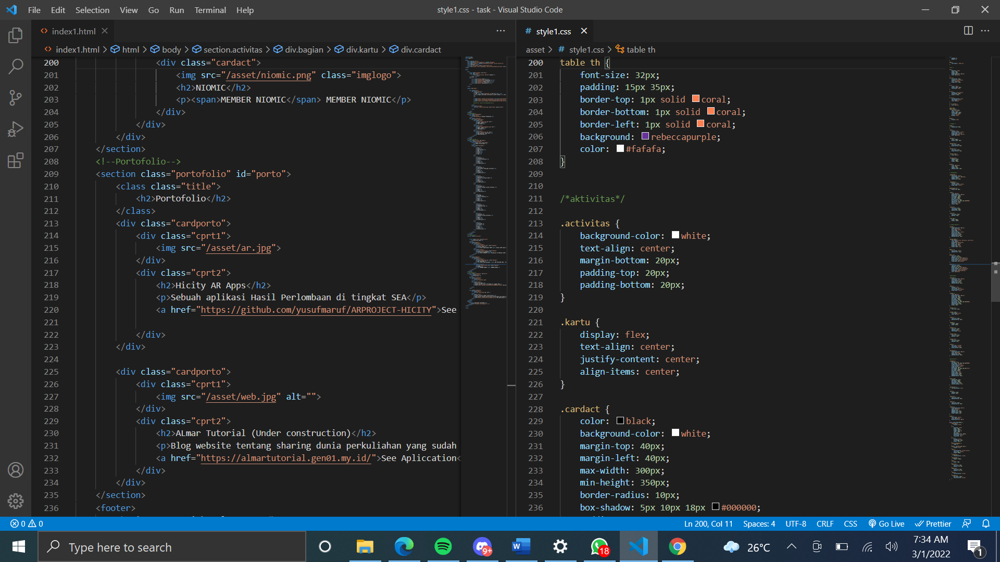 File Edit Selection View Go Run Terminal Help
style1.css - task - Visual Studio Code
index1.html
index1.html > html > body > section.activitas > div.bagian > div.kartu > div.cardact
200 <div class="cardact">
201 <img src="/asset/niomic.png" class="imglogo">
202 <h2>NIOMIC</h2>
203 <p><span>MEMBER NIOMIC</span> MEMBER NIOMIC</p>
204 </div>
205 </div>
206 </div>
207 </section>
208 <!--Portofolio-->
209 <section class="portofolio" id="porto">
210 <class class="title">
211 <h2>Portofolio</h2>
212 </class>
213 <div class="cardporto">
214 <div class="cprt1">
215 <img src="/asset/ar.jpg">
216 </div>
217 <div class="cprt2">
218 <h2>Hicity AR Apps</h2>
219 <p>Sebuah aplikasi Hasil Perlombaan di tingkat SEA</p>
220 <a href="https://github.com/yusufmaruf/ARPROJECT-HICITY">See
221
222 </div>
223 </div>
224
225 <div class="cardporto">
226 <div class="cprt1">
227 <img src="/asset/web.jpg" alt="">
228 </div>
229 <div class="cprt2">
230 <h2>ALmar Tutorial (Under construction)</h2>
231 <p>Blog website tentang sharing dunia perkuliahan yang sudah
232 <a href="https://almartutorial.gen01.my.id/">See Apliccation<
233 </div>
234 </div>
235 </section>
236 <footer>
# style1.css
asset > # style1.css > table th
200 table th {
201 font-size: 32px;
202 padding: 15px 35px;
203 border-top: 1px solid coral;
204 border-bottom: 1px solid coral;
205 border-left: 1px solid coral;
206 background: rebeccapurple;
207 color: #fafafa;
208 }
209
210
211 /*aktivitas*/
212
213 .activitas {
214 background-color: white;
215 text-align: center;
216 margin-bottom: 20px;
217 padding-top: 20px;
218 padding-bottom: 20px;
219 }
220
221 .kartu {
222 display: flex;
223 text-align: center;
224 justify-content: center;
225 align-items: center;
226 }
227
228 .cardact {
229 color: black;
230 background-color: white;
231 margin-top: 40px;
232 margin-left: 40px;
233 max-width: 300px;
234 min-height: 350px;
235 border-radius: 10px;
236 box-shadow: 5px 10px 18px #000000;
0 0
Ln 200, Col 11 Spaces: 4 UTF-8 CRLF CSS Go Live Prettier
Type here to search
9+
W
18
26°C
7:34 AM
3/1/2022
1